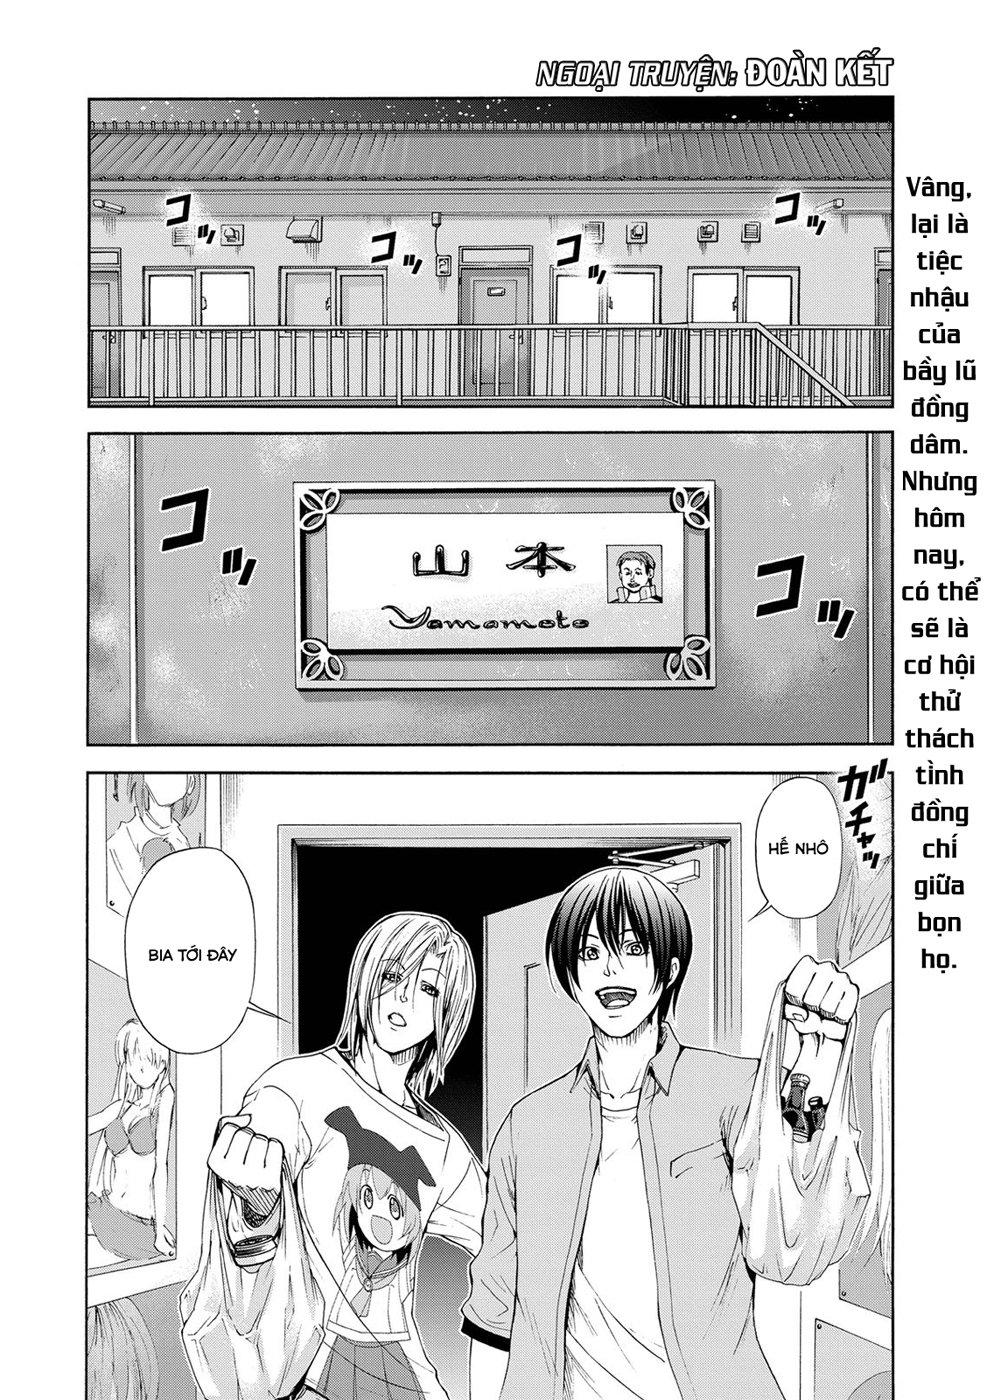 NGOẠI TRUYỆN: ĐOÀN KẾT
Vâng,
lại là
tiệc
nhậu
của
bầy lũ
đồng
dâm.
Nhưng
hôm
nay,
có thể
sẽ là
cơ hội
thử
thách
tình
đồng
chí
giữa
bọn
họ.
コッ
コッ
コッ
コッ
コッ
コッ
山本
Yamamoto
ガチャッ
HẾ NHÔ
BIA TỚI ĐÂY